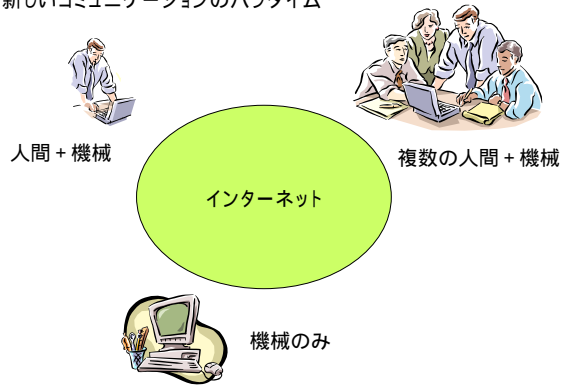 新しいコミュニケーションのパラダイム
人間 + 機械
複数の人間 + 機械
インターネット
機械のみ